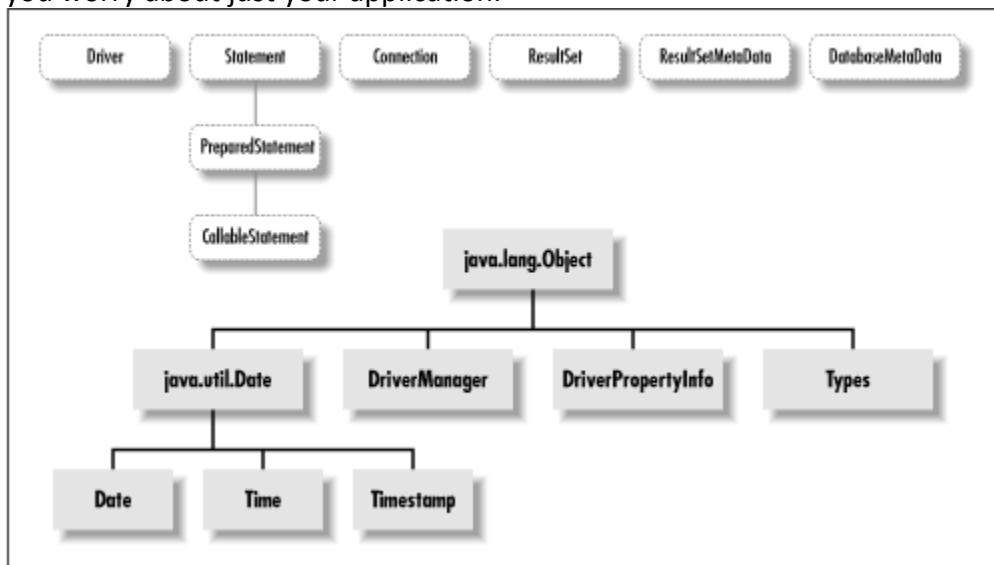 you worry about just your application.
Driver
Statement
Connection
ResultSet
ResultSetMetaData
DatabaseMetaData
PreparedStatement
CallableStatement
java.lang.Object
java.util.Date
DriverManager
DriverPropertyInfo
Types
Date
Time
Timestamp